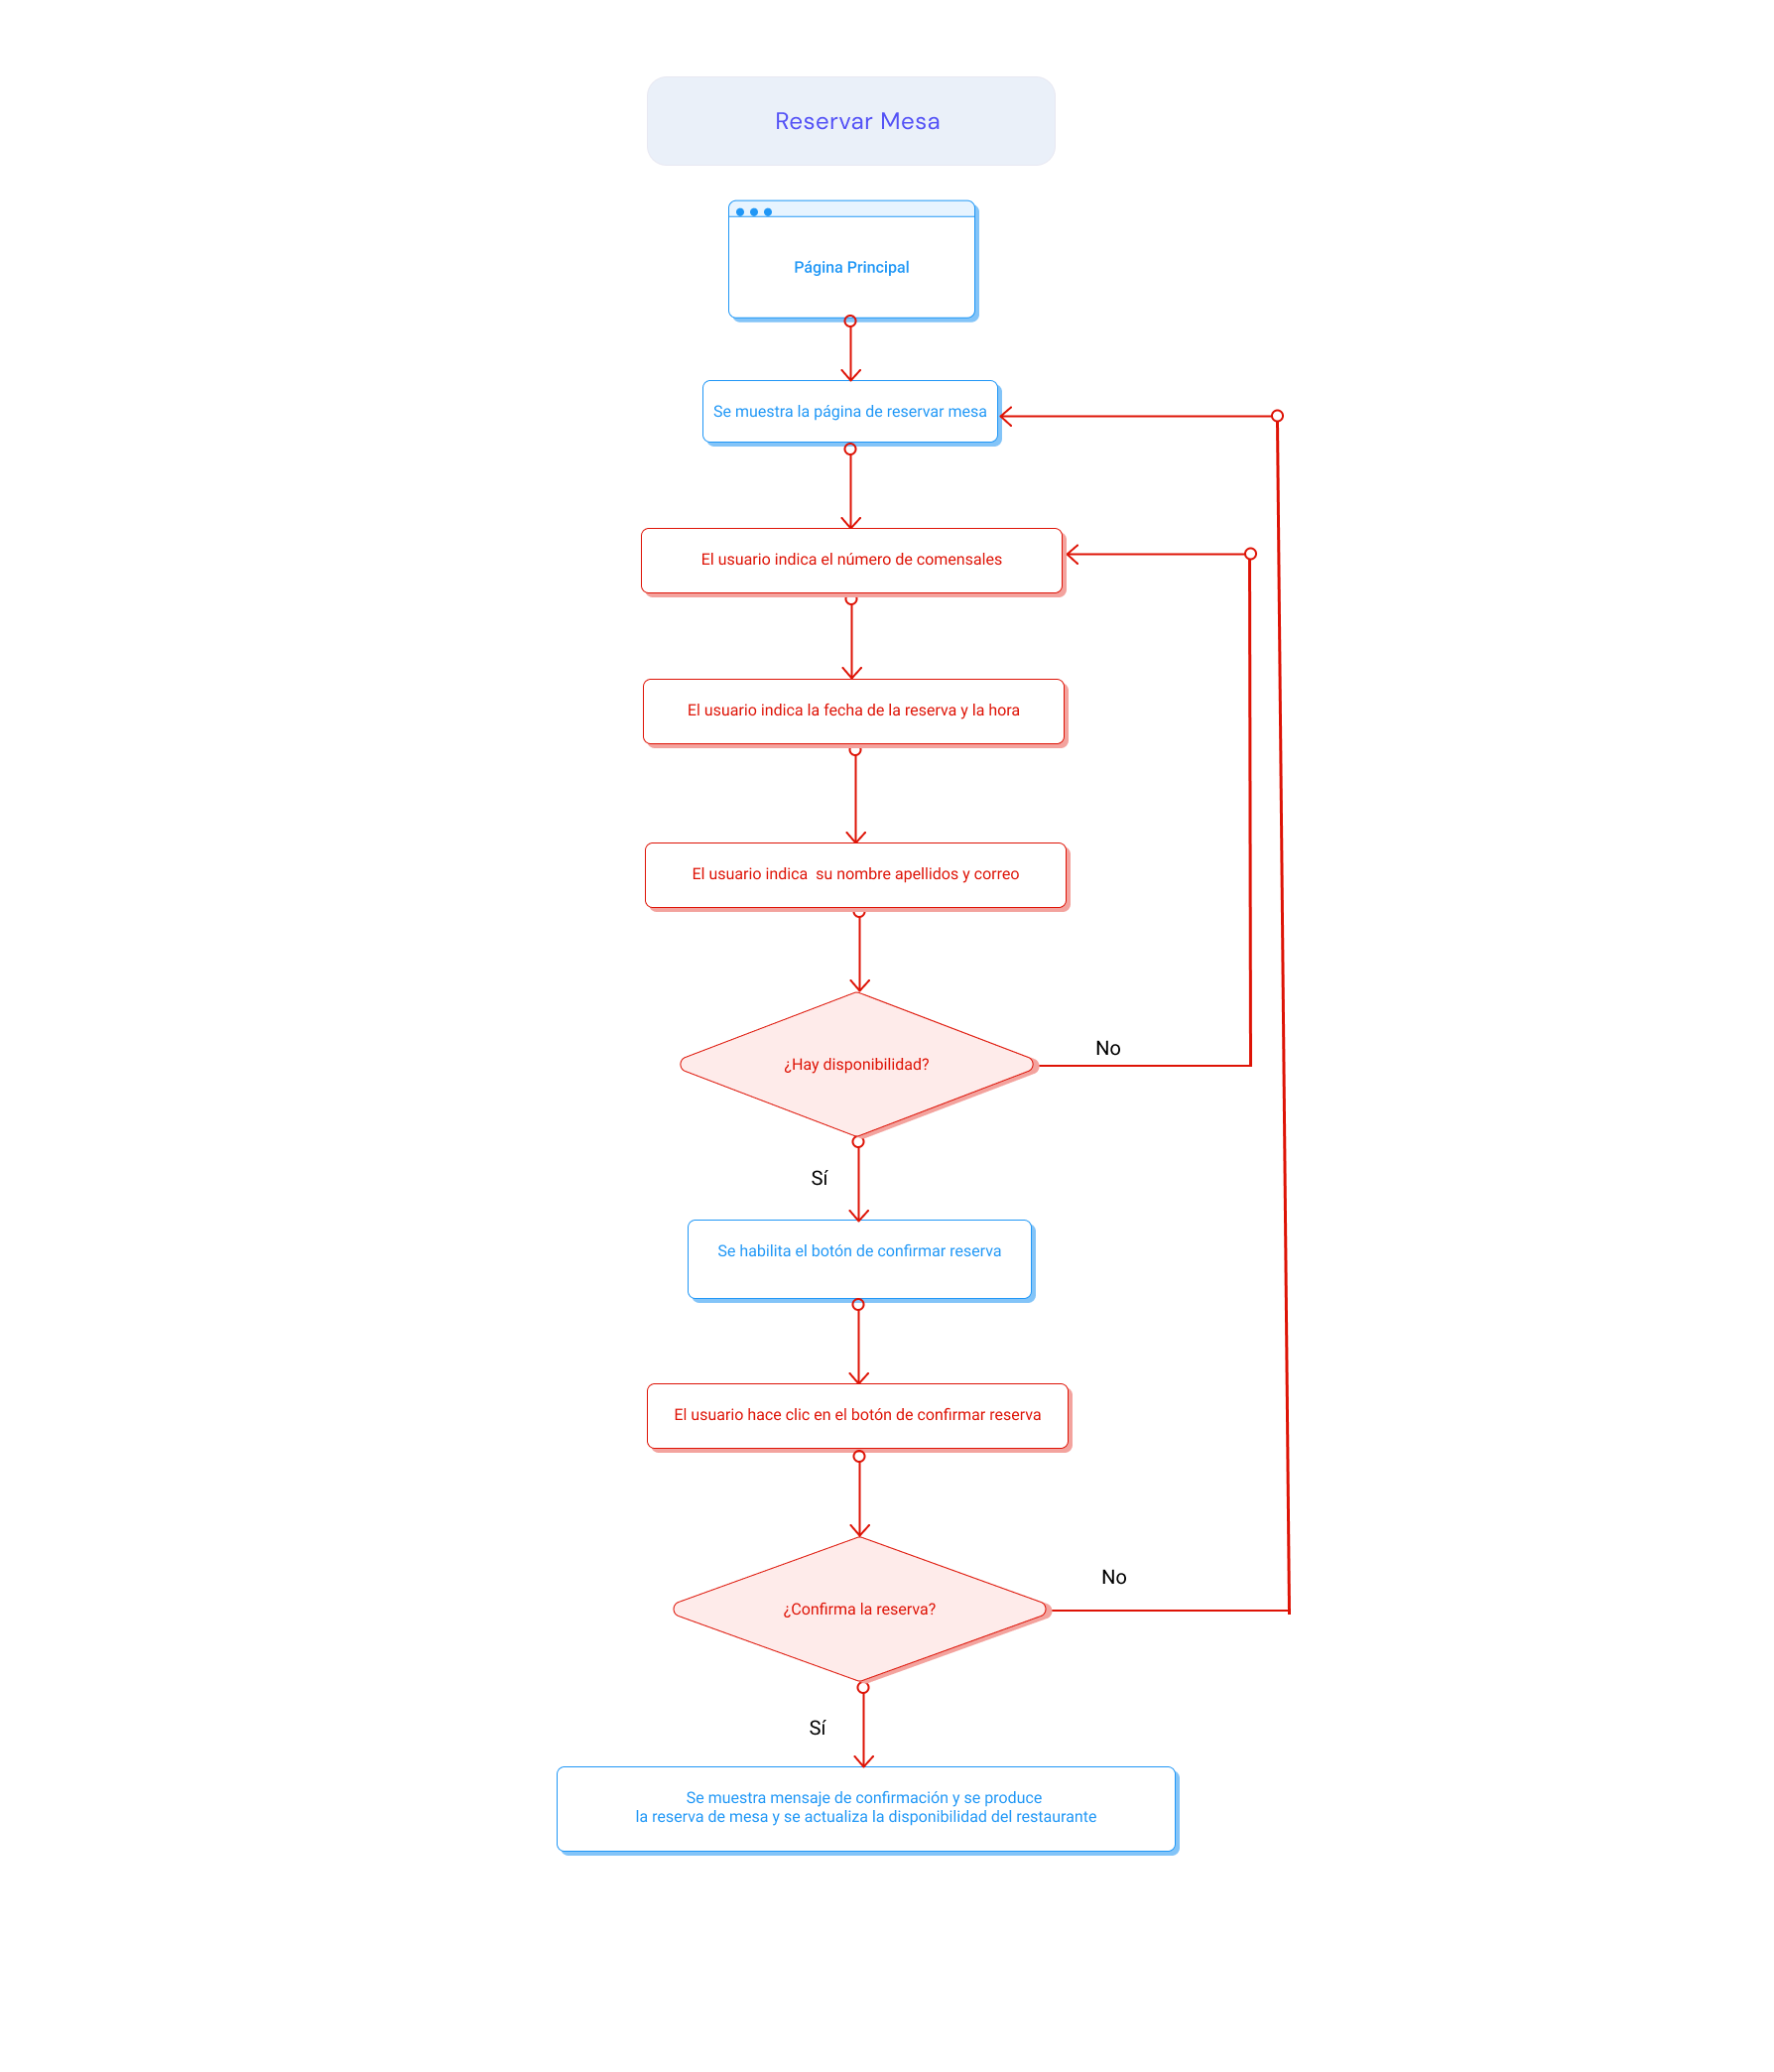 Reservar Mesa
Página Principal
Se muestra la página de reservar mesa
El usuario indica el número de comensales
El usuario indica la fecha de la reserva y la hora
El usuario indica  su nombre apellidos y correo
¿Hay disponibilidad?
No
Sí
Se habilita el botón de confirmar reserva
El usuario hace clic en el botón de confirmar reserva
¿Confirma la reserva?
No
Sí
Se muestra mensaje de confirmación y se produce
la reserva de mesa y se actualiza la disponibilidad del restaurante